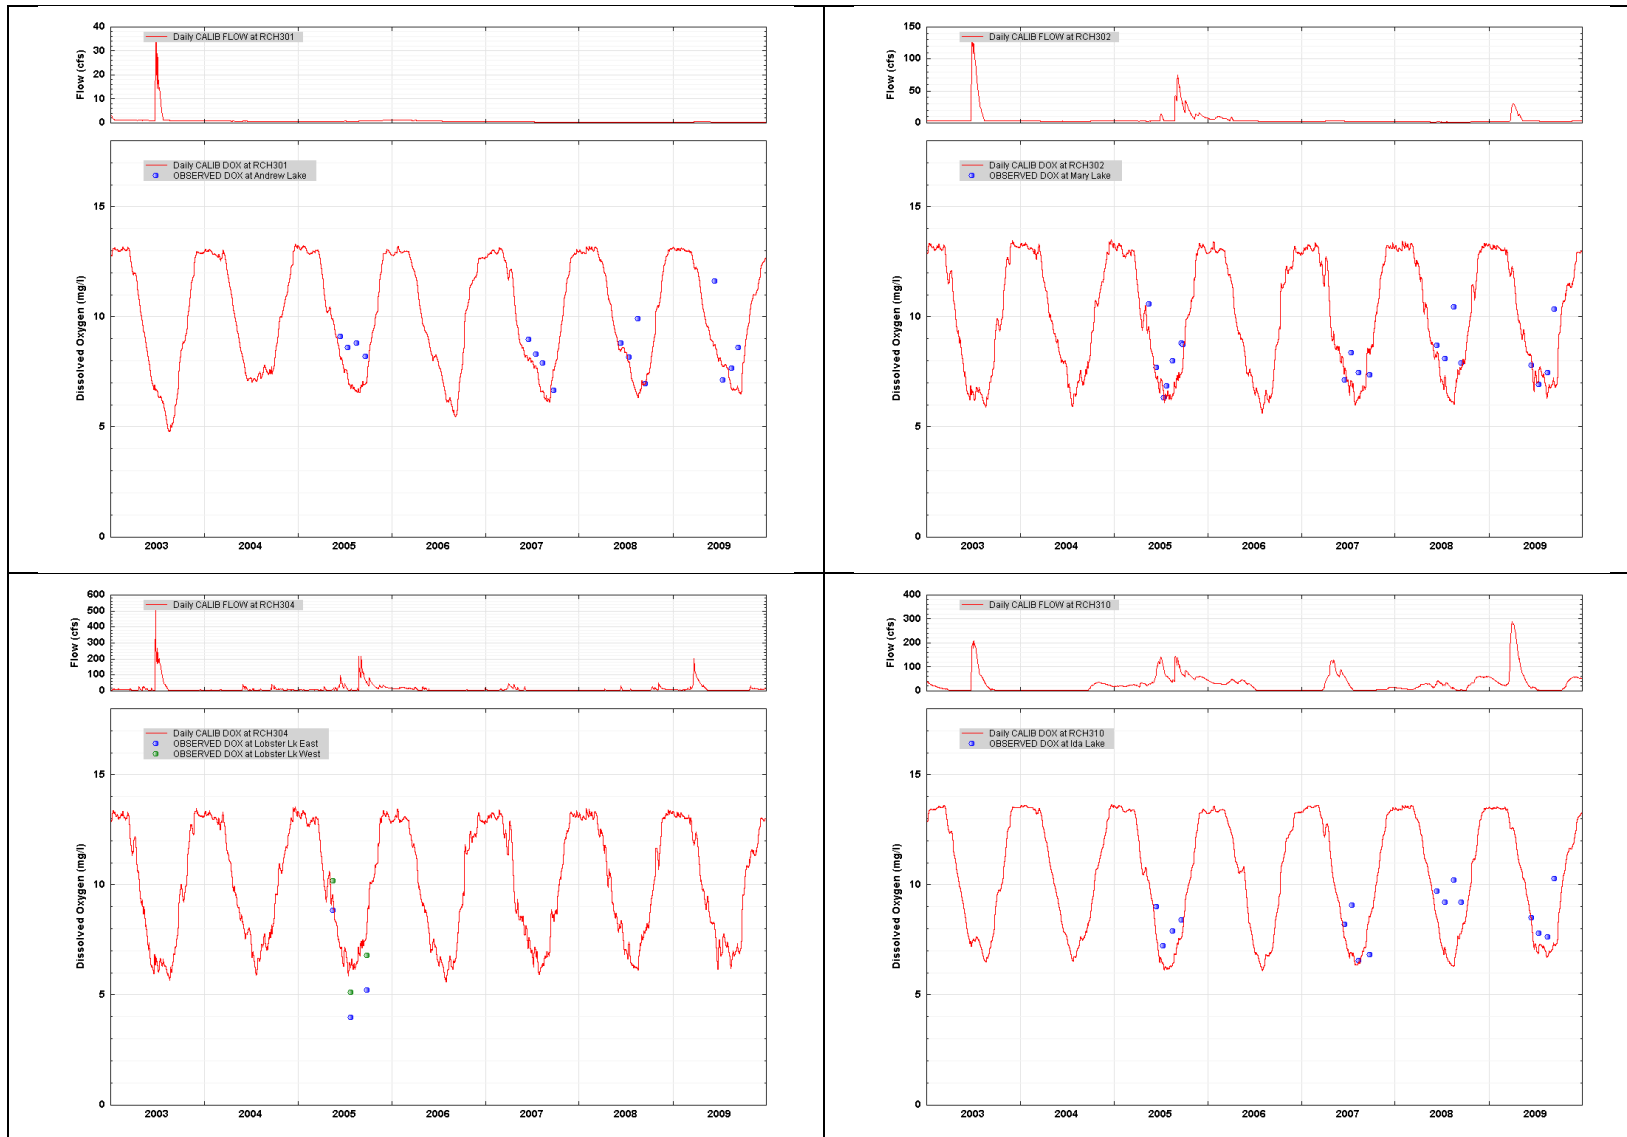 Flow (cfs)
40
30
20
10
0
Daily CALIB FLOW at RCH301
Dissolved Oxygen (mg/l)
15
10
5
0
Daily CALIB DOX at RCH301
OBSERVED DOX at Andrew Lake
2003 2004 2005 2006 2007 2008 2009
Flow (cfs)
150
100
50
0
Daily CALIB FLOW at RCH302
Dissolved Oxygen (mg/l)
15
10
5
0
Daily CALIB DOX at RCH302
OBSERVED DOX at Mary Lake
2003 2004 2005 2006 2007 2008 2009
Flow (cfs)
600
500
400
300
200
100
0
Daily CALIB FLOW at RCH304
Dissolved Oxygen (mg/l)
15
10
5
0
Daily CALIB DOX at RCH304
OBSERVED DOX at Lobster Lk East
OBSERVED DOX at Lobster Lk West
2003 2004 2005 2006 2007 2008 2009
Flow (cfs)
400
300
200
100
0
Daily CALIB FLOW at RCH310
Dissolved Oxygen (mg/l)
15
10
5
0
Daily CALIB DOX at RCH310
OBSERVED DOX at Ida Lake
2003 2004 2005 2006 2007 2008 2009